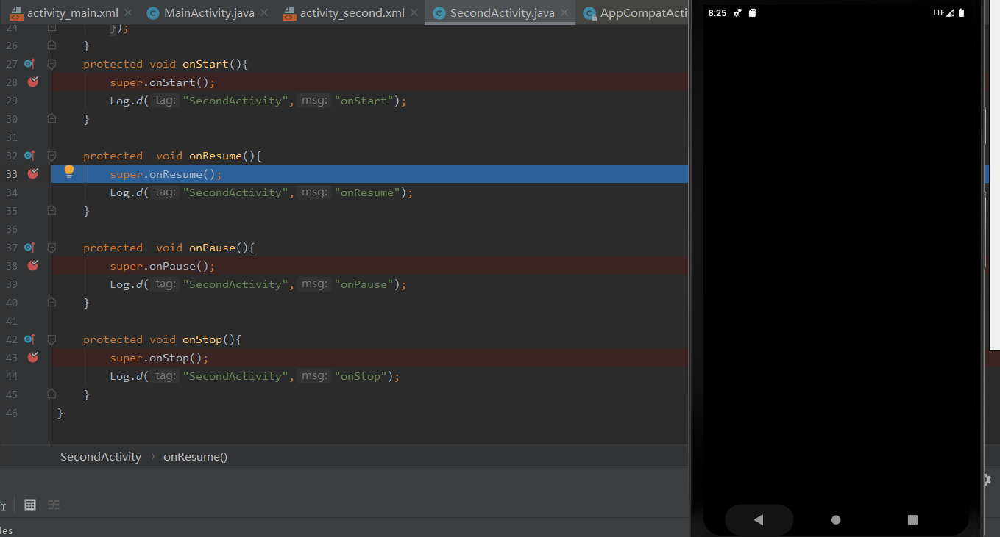 activity_main.xml MainActivity.java activity_second.xml SecondActivity.java AppCompatActi
8:25 LTE
24 });
26 }
27 protected void onStart(){
28 super.onStart();
29 Log.d( tag: "SecondActivity", msg: "onStart");
30 }
31
32 protected  void onResume(){
33 super.onResume();
34 Log.d( tag: "SecondActivity", msg: "onResume");
35 }
36
37 protected  void onPause(){
38 super.onPause();
39 Log.d( tag: "SecondActivity", msg: "onPause");
40 }
41
42 protected void onStop(){
43 super.onStop();
44 Log.d( tag: "SecondActivity", msg: "onStop");
45 }
46 }
SecondActivity › onResume()
les